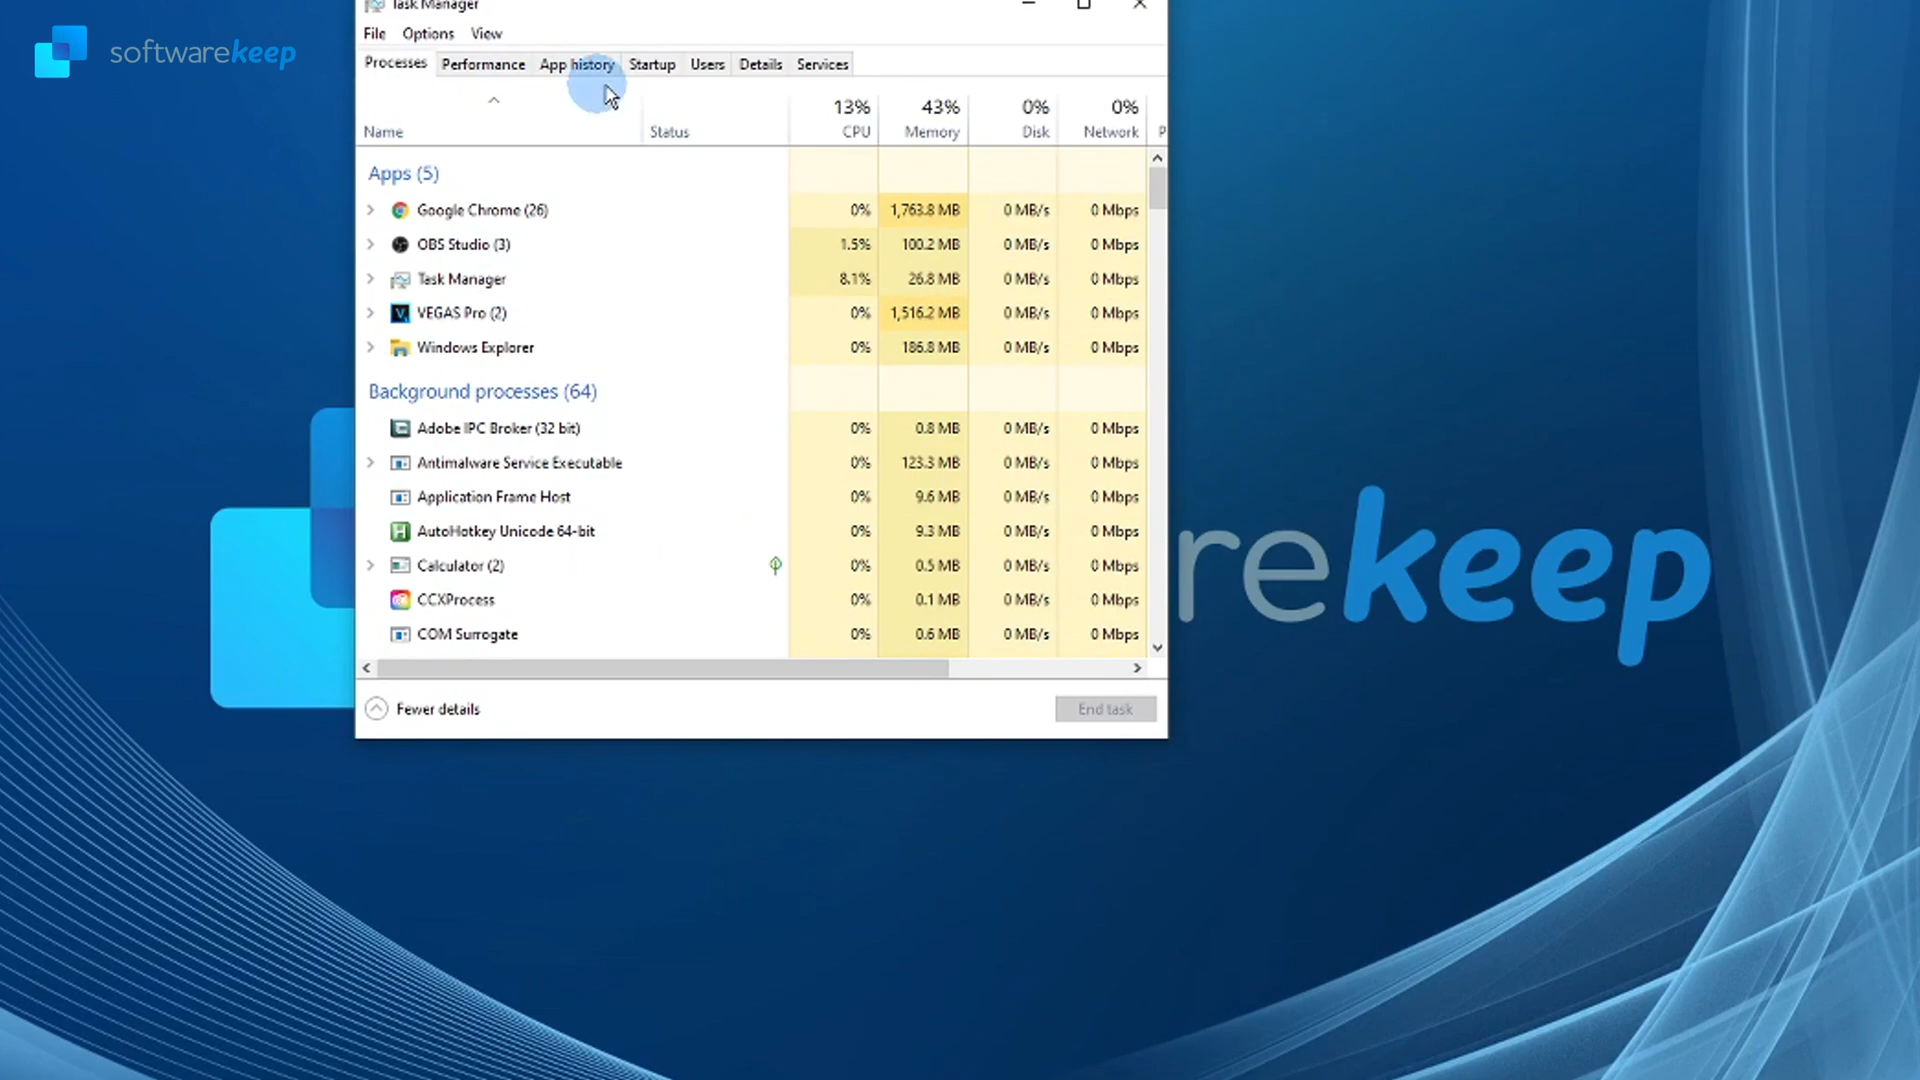 softwarekeep
Task Manager
File Options View
Processes Performance App history Startup Users Details Services
13% 43% 0% 0%
Name Status CPU Memory Disk Network P
Apps (5)
Google Chrome (26) 0% 1,763.8 MB 0 MB/s 0 Mbps
OBS Studio (3) 1.5% 100.2 MB 0 MB/s 0 Mbps
Task Manager 8.1% 26.8 MB 0 MB/s 0 Mbps
VEGAS Pro (2) 0% 1,516.2 MB 0 MB/s 0 Mbps
Windows Explorer 0% 186.8 MB 0 MB/s 0 Mbps
Background processes (64)
Adobe IPC Broker (32 bit) 0% 0.8 MB 0 MB/s 0 Mbps
Antimalware Service Executable 0% 123.3 MB 0 MB/s 0 Mbps
Application Frame Host 0% 9.6 MB 0 MB/s 0 Mbps
AutoHotkey Unicode 64-bit 0% 9.3 MB 0 MB/s 0 Mbps
Calculator (2) 0% 0.5 MB 0 MB/s 0 Mbps
CCXProcess 0% 0.1 MB 0 MB/s 0 Mbps
COM Surrogate 0% 0.6 MB 0 MB/s 0 Mbps
Fewer details End task
rekeep